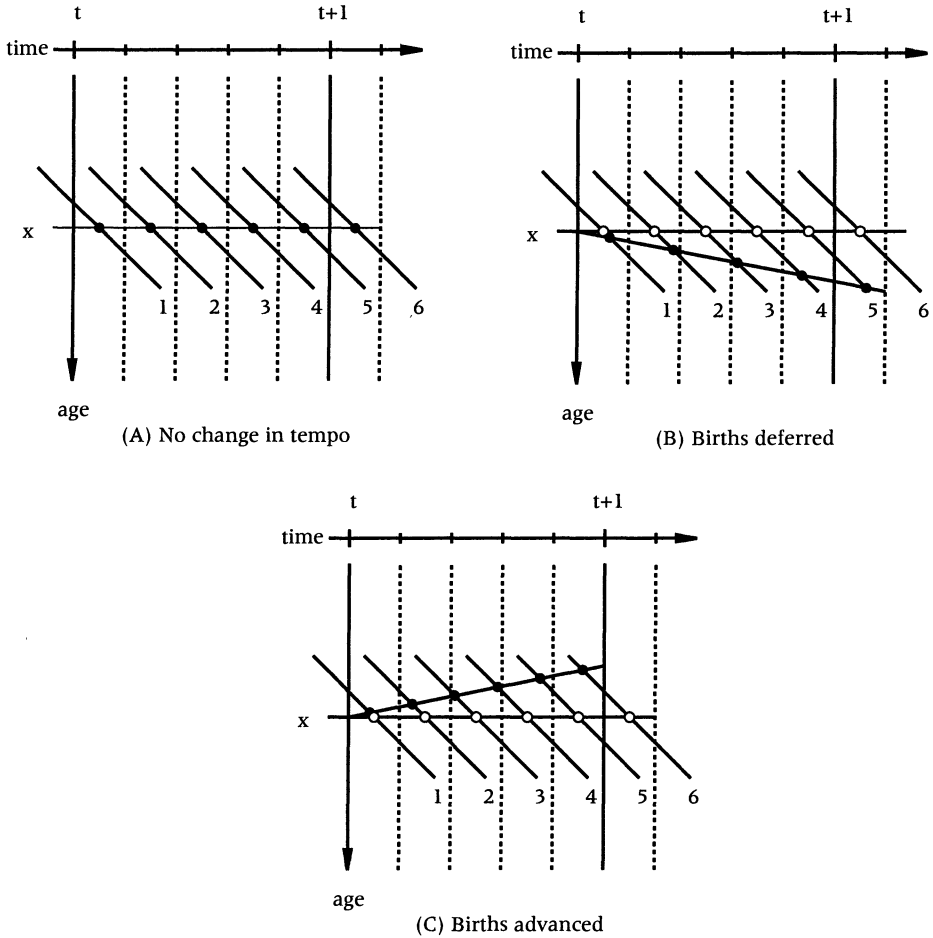 t t+1
time
x
1 2 3 4 5 6
age
(A) No change in tempo
t t+1
time
x
1 2 3 4 5 6
age
(B) Births deferred
t t+1
time
x
1 2 3 4 5 6
age
(C) Births advanced